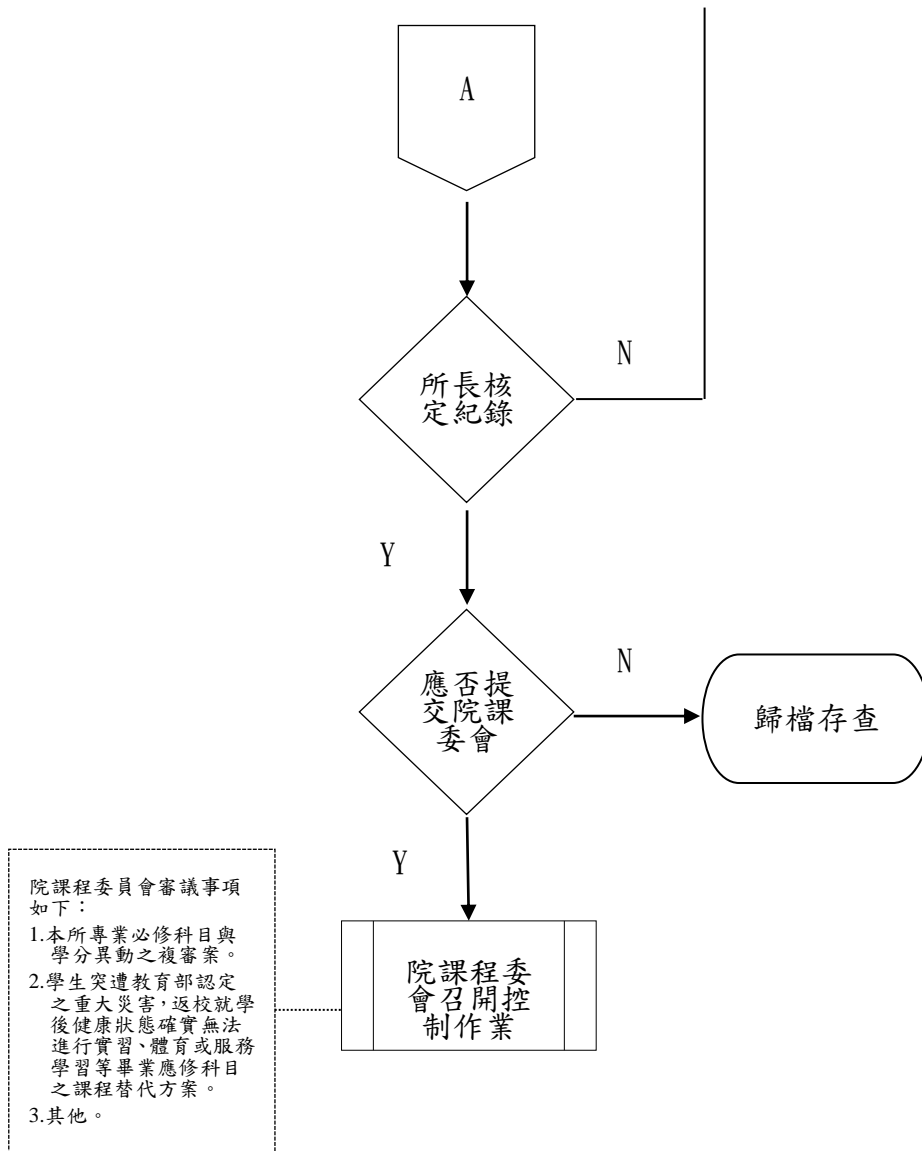 A
所長核
定紀錄
N
Y
應否提
交院課
委會
N
歸檔存查
Y
院課程委員會審議事項
如下：
1.本所專業必修科目與
學分異動之複審案。
2.學生突遭教育部認定
之重大災害，返校就學
後健康狀態確實無法
進行實習、體育或服務
學習等畢業應修科目
之課程替代方案。
3.其他。
院課程委
會召開控
制作業